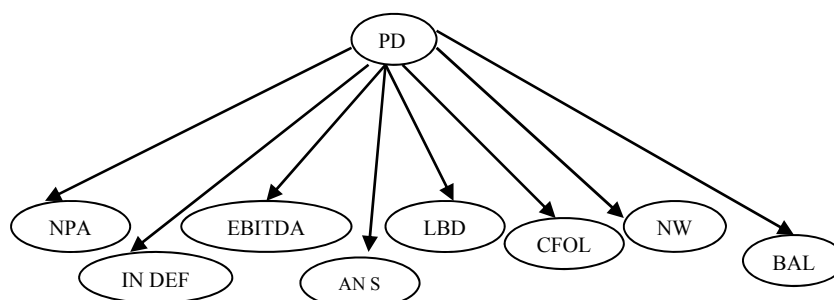 PD
NPA
EBITDA
LBD
NW
CFOL
BAL
IN DEF
AN S